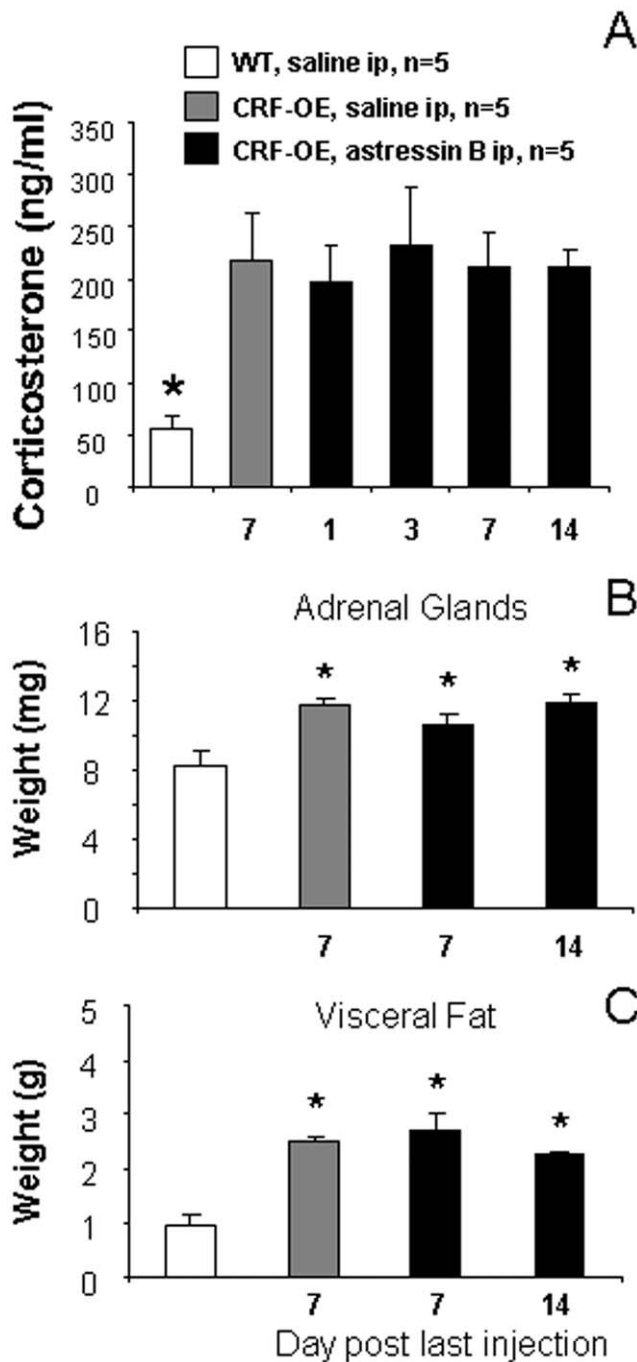 A
WT, saline ip, n=5
CRF-OE, saline ip, n=5
CRF-OE, astressin B ip, n=5
Corticosterone (ng/ml)
350
300
250
200
150
100
50
0
*
7 1 3 7 14
B
Adrenal Glands
Weight (mg)
16
12
8
4
0
* * *
7 7 14
C
Visceral Fat
Weight (g)
5
4
3
2
1
0
* * *
7 7 14
Day post last injection